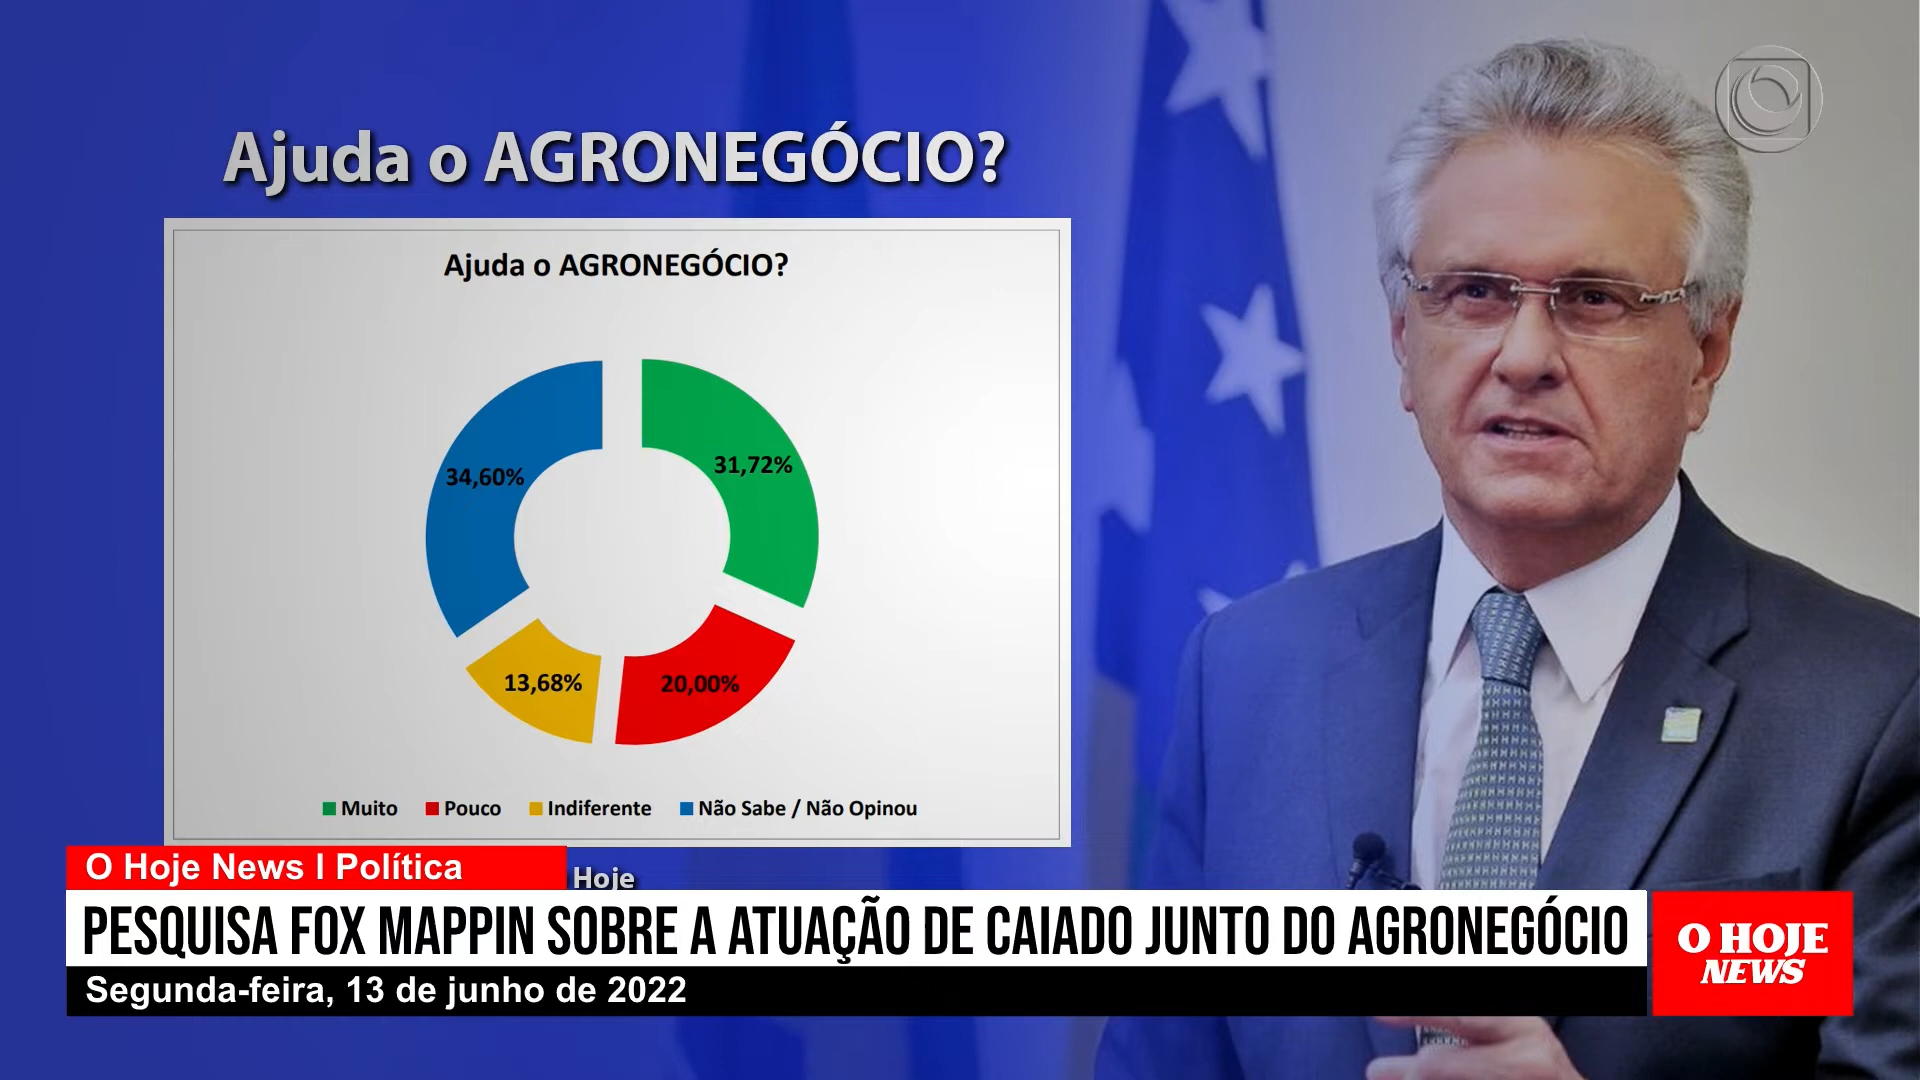 Ajuda o AGRONEGÓCIO?
Ajuda o AGRONEGÓCIO?
31,72%
34,60%
13,68%
20,00%
Muito Pouco Indiferente Não Sabe / Não Opinou
O Hoje News I Política
Hoje
PESQUISA FOX MAPPIN SOBRE A ATUAÇÃO DE CAIADO JUNTO DO AGRONEGÓCIO
O HOJE
NEWS
Segunda-feira, 13 de junho de 2022